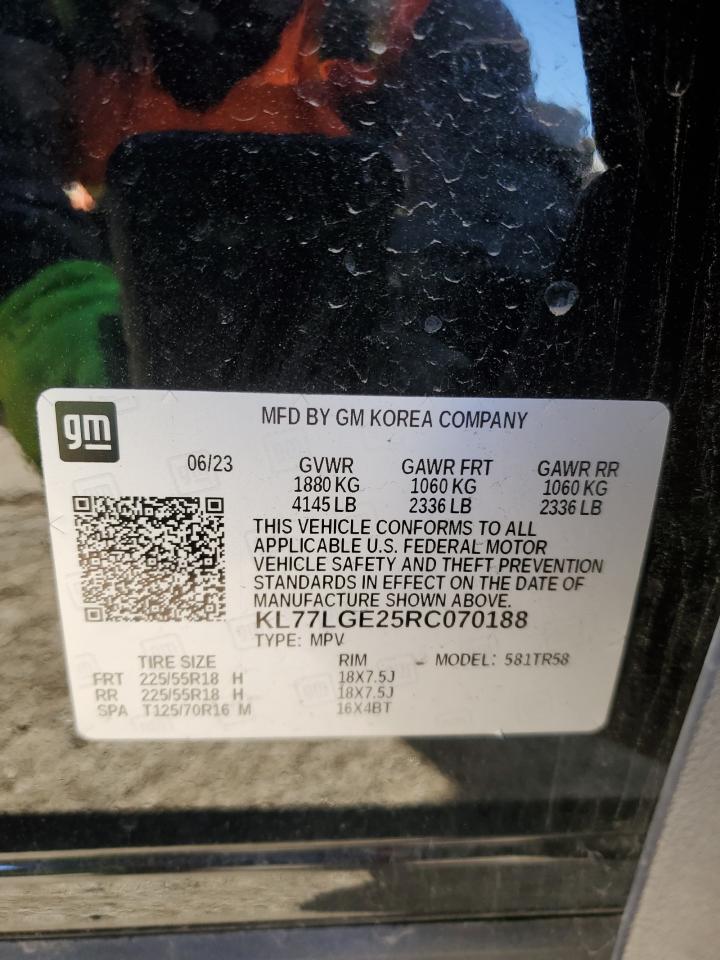 gm
MFD BY GM KOREA COMPANY
06/23 GVWR GAWR FRT GAWR RR
1880 KG 1060 KG 1060 KG
4145 LB 2336 LB 2336 LB
THIS VEHICLE CONFORMS TO ALL
APPLICABLE U.S. FEDERAL MOTOR
VEHICLE SAFETY AND THEFT PREVENTION
STANDARDS IN EFFECT ON THE DATE OF
MANUFACTURE SHOWN ABOVE.
KL77LGE25RC070188
TYPE: MPV
TIRE SIZE RIM MODEL: 581TR58
FRT 225/55R18 H 18X7.5J
RR 225/55R18 H 18X7.5J
SPA T125/70R16 M 16X4BT